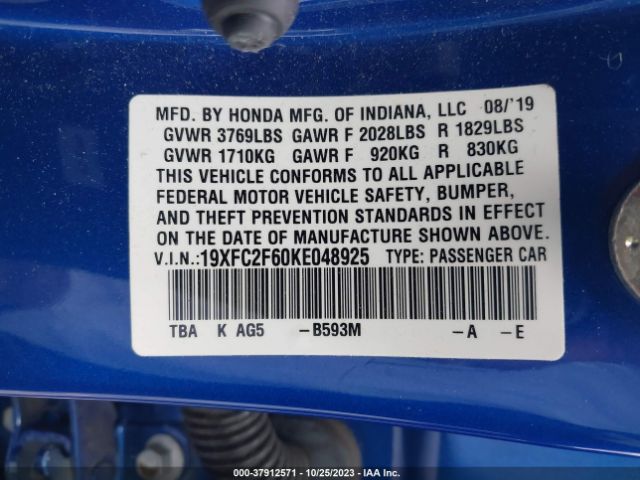 MFD. BY HONDA MFG. OF INDIANA, LLC 08/'19
GVWR 3769LBS GAWR F 2028LBS R 1829LBS
GVWR 1710KG GAWR F 920KG R 830KG
THIS VEHICLE CONFORMS TO ALL APPLICABLE
FEDERAL MOTOR VEHICLE SAFETY, BUMPER,
AND THEFT PREVENTION STANDARDS IN EFFECT
ON THE DATE OF MANUFACTURE SHOWN ABOVE.
V.I.N.:19XFC2F60KE048925 TYPE: PASSENGER CAR
TBA K AG5 -B593M -A -E
000-37912571 - 10/25/2023 - IAA Inc.